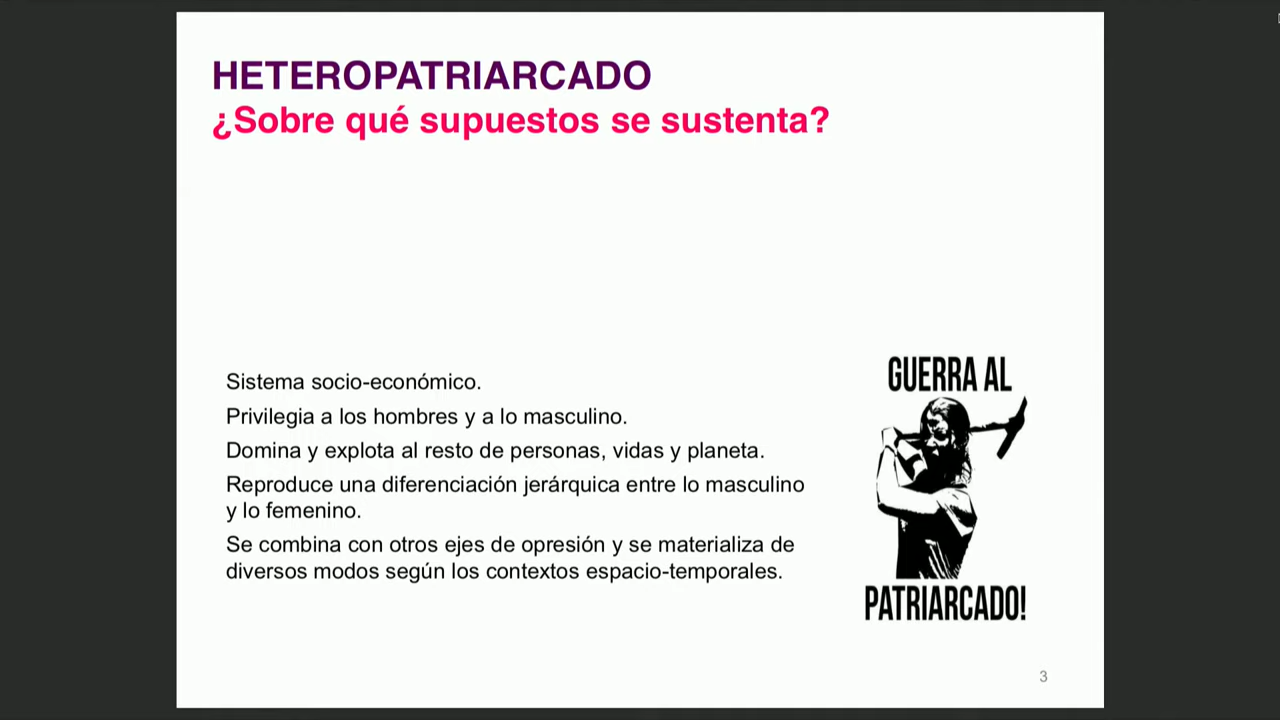 HETEROPATRIARCADO
¿Sobre qué supuestos se sustenta?
Sistema socio-económico.
Privilegia a los hombres y a lo masculino.
Domina y explota al resto de personas, vidas y planeta.
Reproduce una diferenciación jerárquica entre lo masculino
y lo femenino.
Se combina con otros ejes de opresión y se materializa de
diversos modos según los contextos espacio-temporales.
GUERRA AL
PATRIARCADO!
3